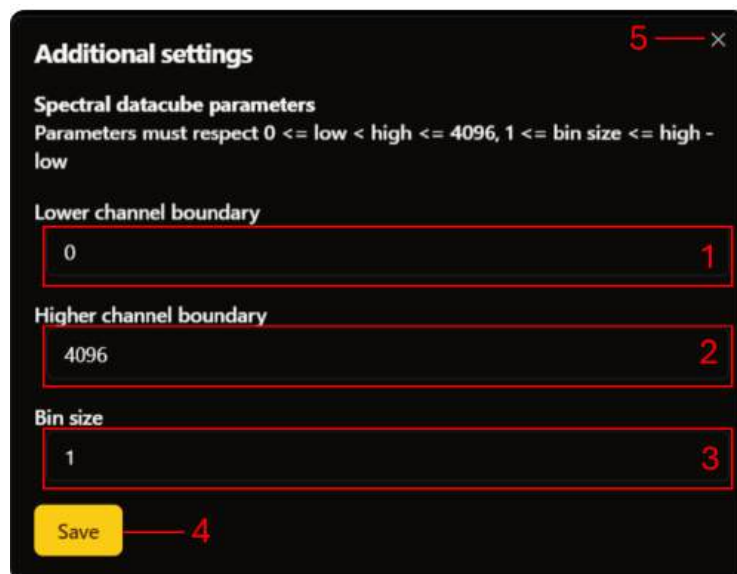 5
×
Additional settings
Spectral datacube parameters
Parameters must respect 0 <= low < high <= 4096, 1 <= bin size <= high -
low
Lower channel boundary
0 1
Higher channel boundary
4096 2
Bin size
1 3
Save 4